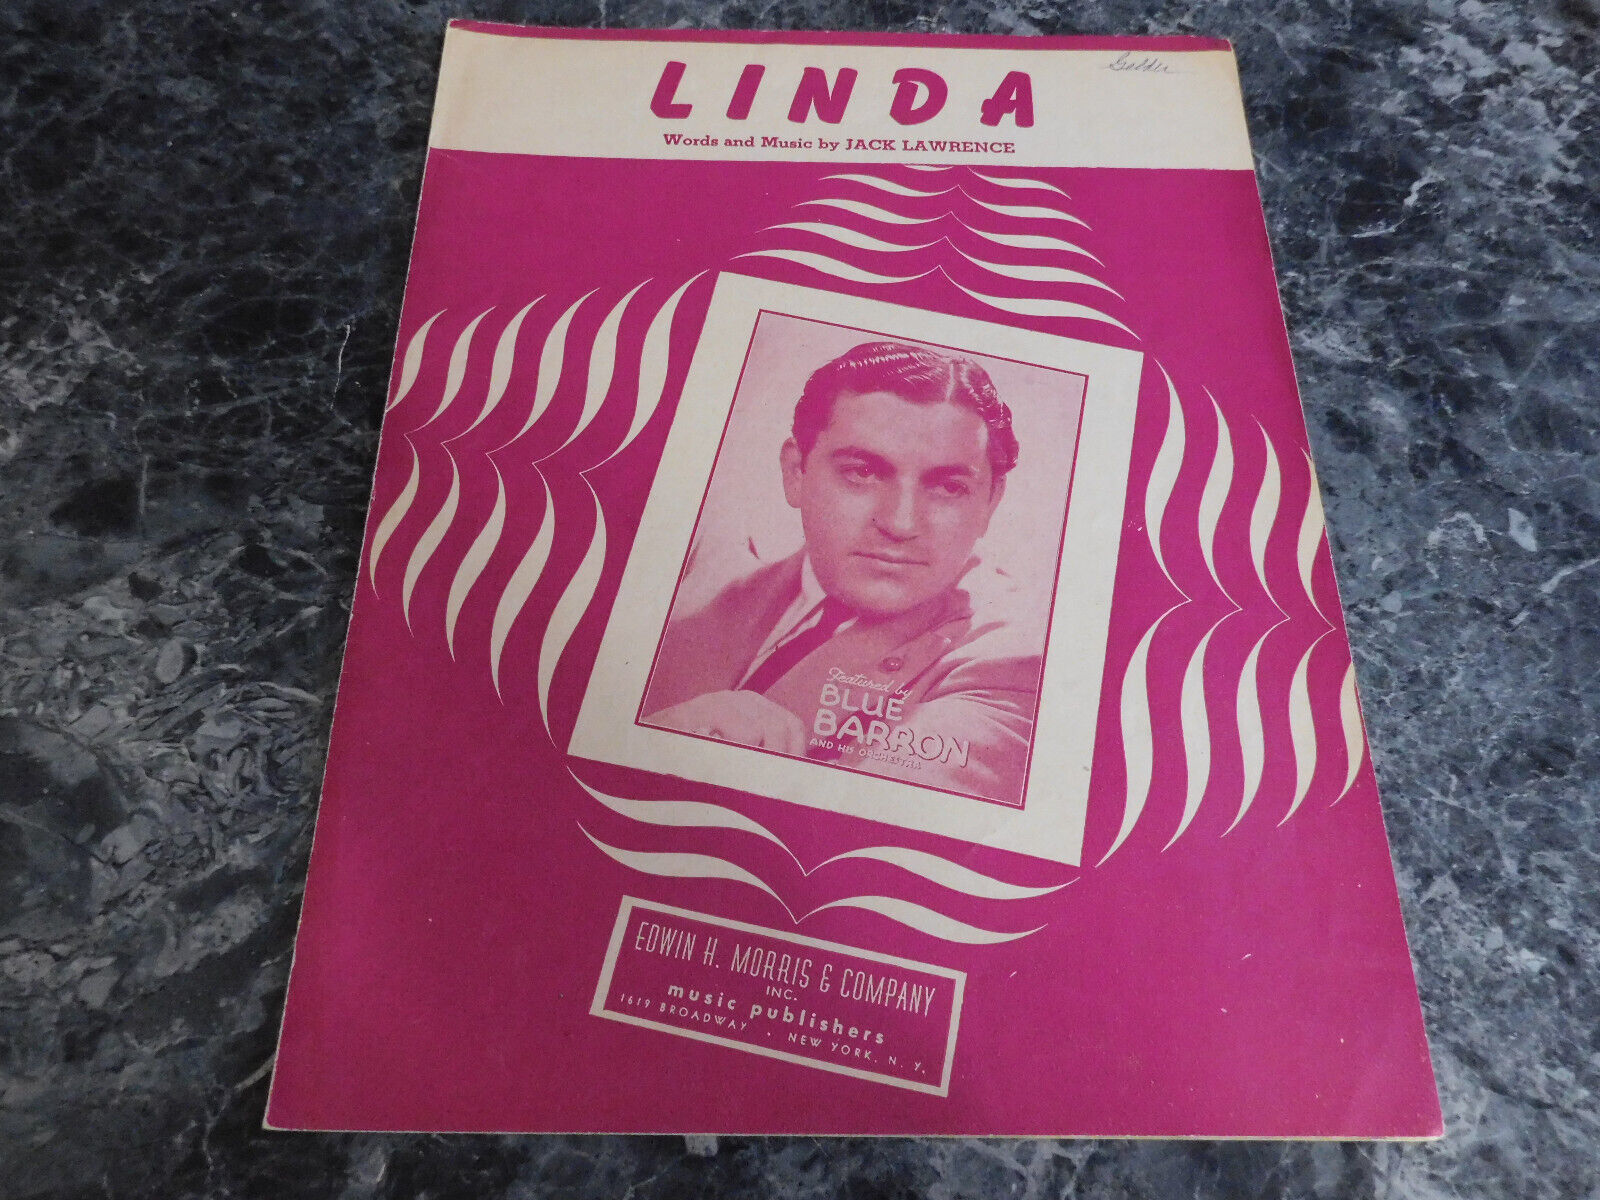 LINDA
Words and Music by JACK LAWRENCE
Featured by
BLUE
BARRON
AND HIS ORCHESTRA
EDWIN H. MORRIS & COMPANY
INC.
music publishers
1619 BROADWAY • NEW YORK, N. Y.